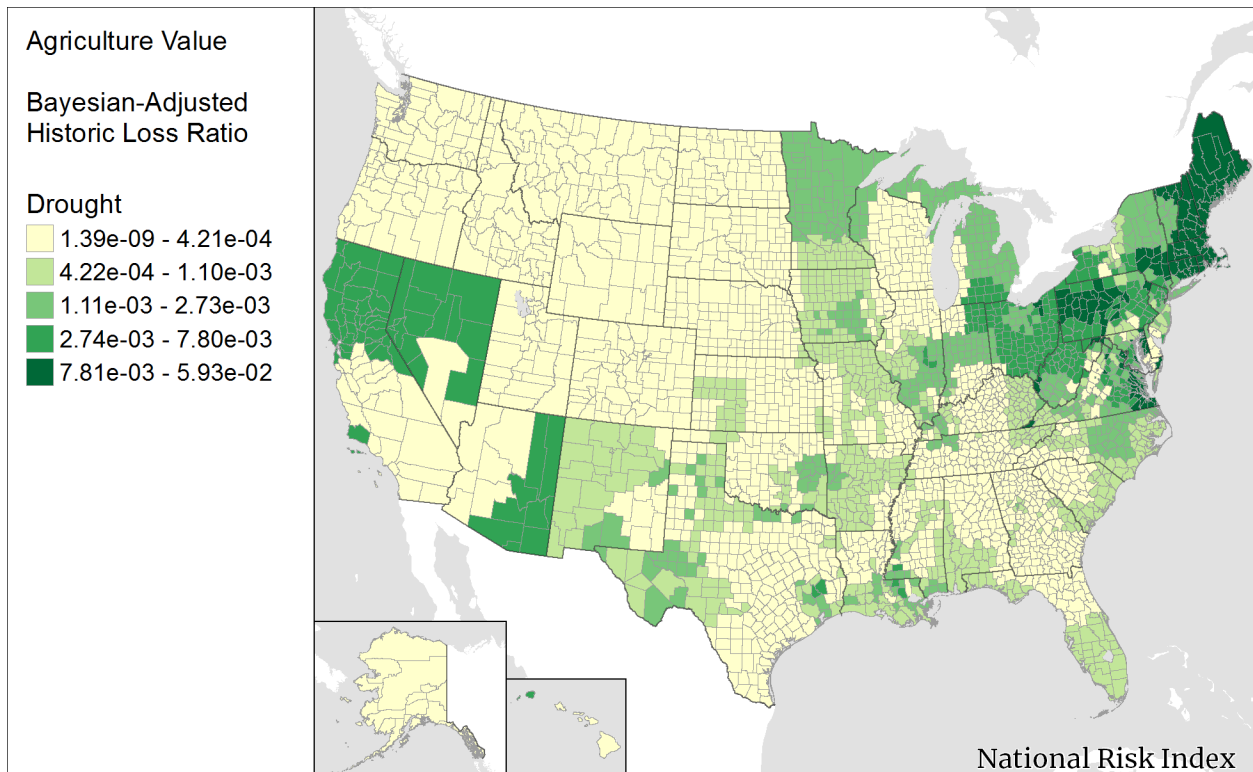 Agriculture Value
Bayesian-Adjusted
Historic Loss Ratio
Drought
1.39e-09 - 4.21e-04
4.22e-04 - 1.10e-03
1.11e-03 - 2.73e-03
2.74e-03 - 7.80e-03
7.81e-03 - 5.93e-02
National Risk Index